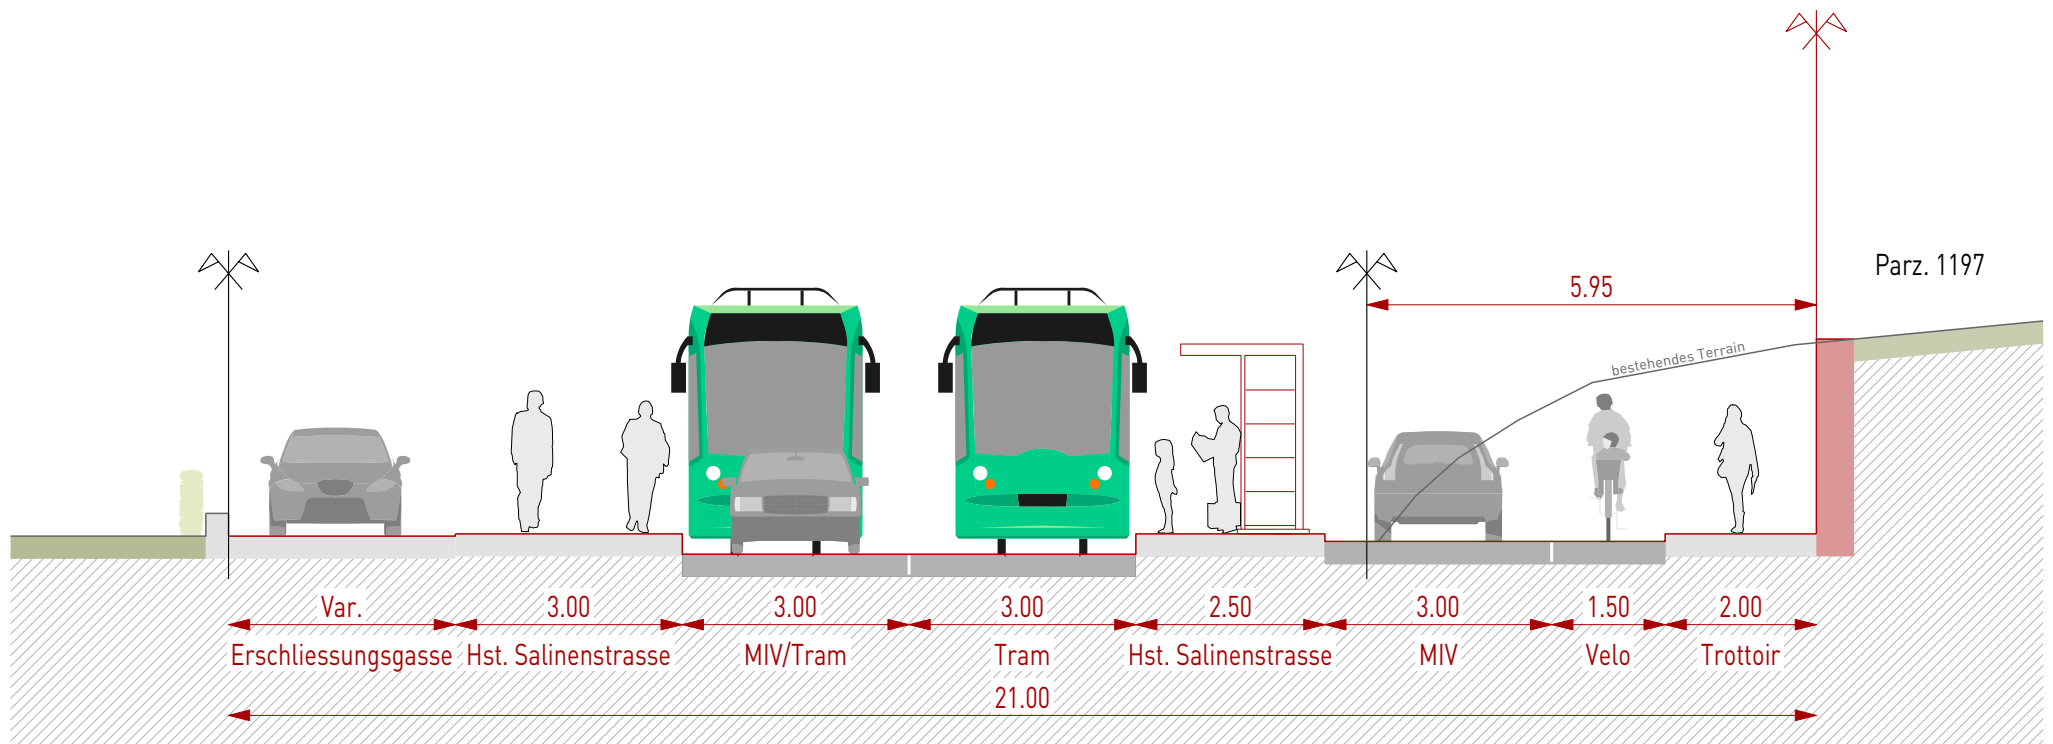 Parz. 1197
5.95
bestehendes Terrain
Var. 3.00 3.00 3.00 2.50 3.00 1.50 2.00
Erschliessungsgasse Hst. Salinenstrasse MIV/Tram Tram Hst. Salinenstrasse MIV Velo Trottoir
21.00